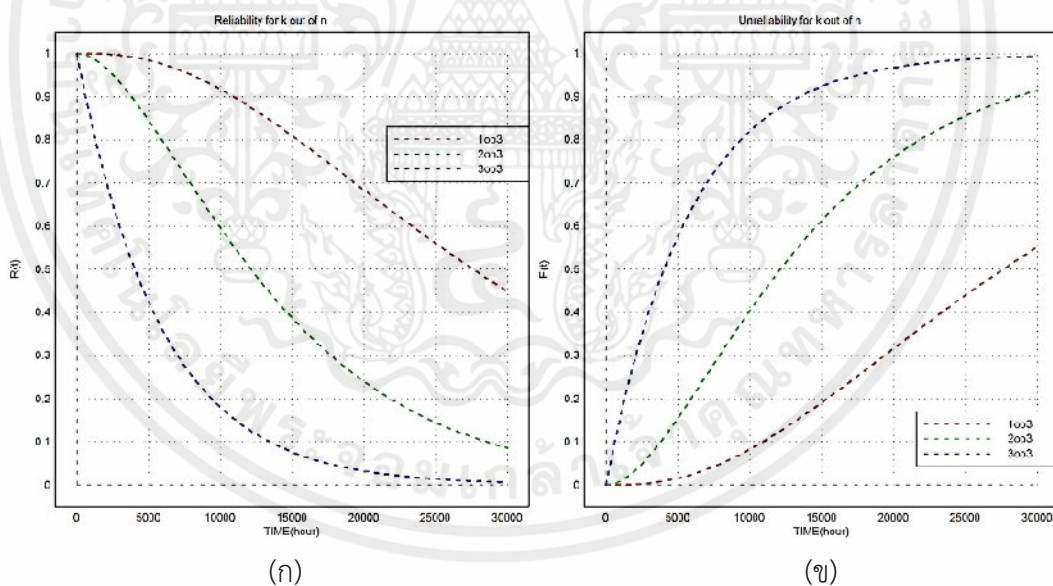 Reliability for k out of n
R(t)
1
0.9
0.8
0.7
0.6
0.5
0.4
0.3
0.2
0.1
0
1oo3
2oo3
3oo3
0 5000 10000 15000 20000 25000 30000
TIME(hour)
(ก)
Unreliability for k out of n
F(t)
1
0.9
0.8
0.7
0.6
0.5
0.4
0.3
0.2
0.1
0
1oo3
2oo3
3oo3
0 5000 10000 15000 20000 25000 30000
TIME(hour)
(ข)